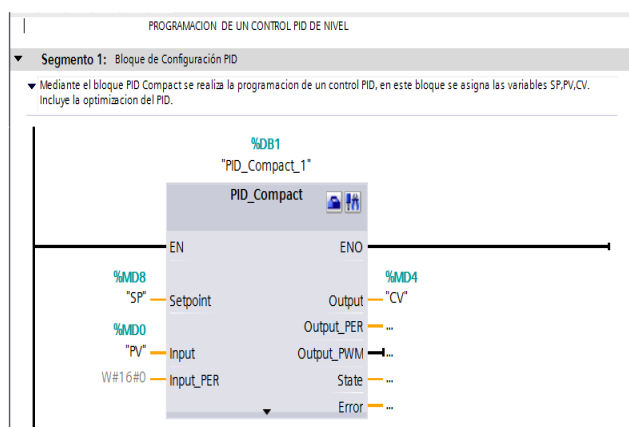 PROGRAMACION DE UN CONTROL PID DE NIVEL
Segmento 1: Bloque de Configuración PID
Mediante el bloque PID Compact se realiza la programacion de un control PID, en este bloque se asigna las variables SP,PV,CV.
Incluye la optimizacion del PID.
%DB1
"PID_Compact_1"
PID_Compact
EN ENO
%MD8 %MD4
"SP" Setpoint Output "CV"
%MD0 Output_PER ...
"PV" Input Output_PWM ...
W#16#0 Input_PER State ...
Error ...